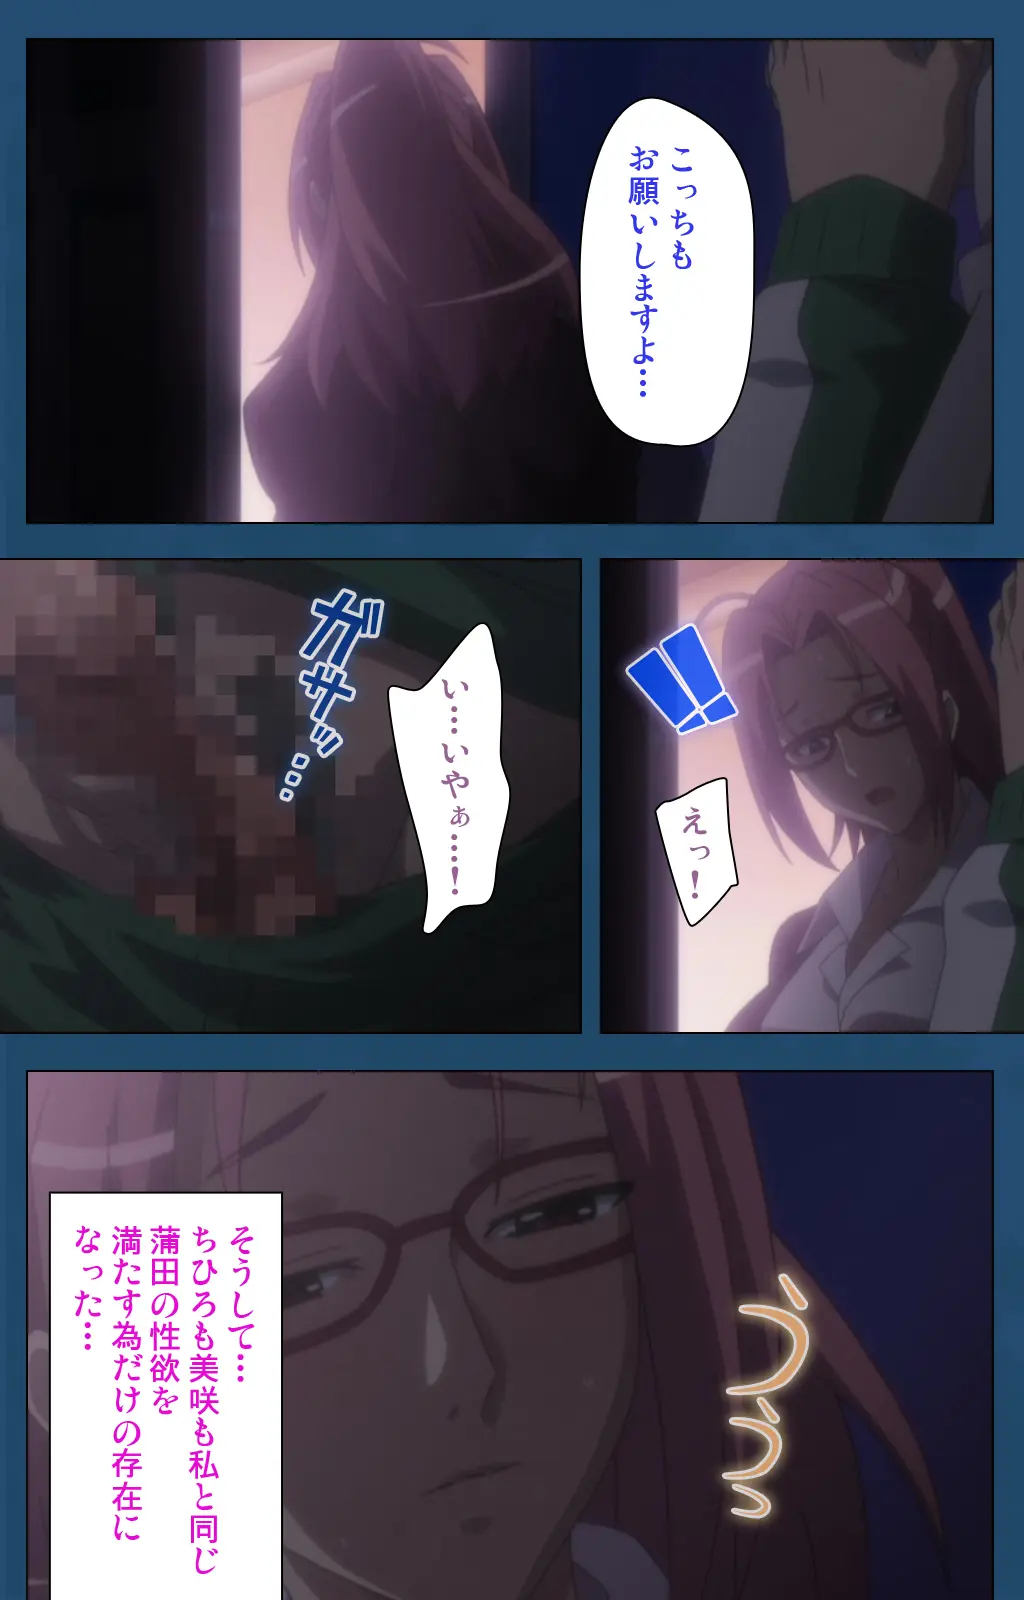 こっちも
お願いしますよ…
!!
えっ!
い…いやぁ……!
ガサッ…
ううう
そうして…
ちひろも美咲も私と同じ
蒲田の性欲を
満たす為だけの存在に
なった…